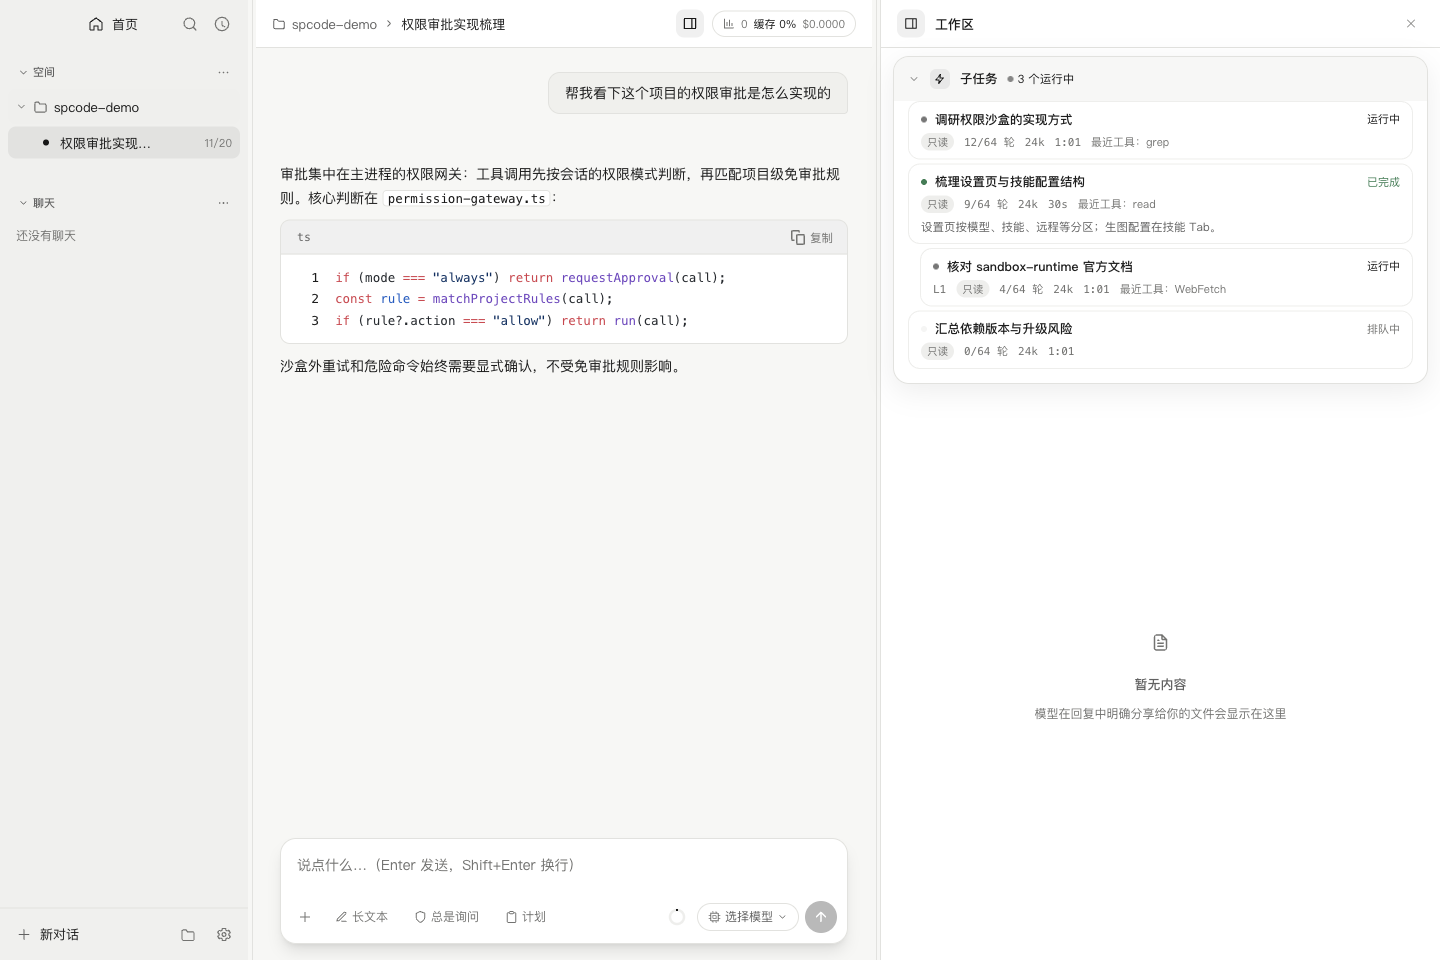 首页
空间
spcode-demo
权限审批实现... 11/20
聊天
还没有聊天
新对话
spcode-demo > 权限审批实现梳理
0 缓存 0% $0.0000
帮我看下这个项目的权限审批是怎么实现的
审批集中在主进程的权限网关：工具调用先按会话的权限模式判断，再匹配项目级免审批规
则。核心判断在 permission-gateway.ts：
ts 复制
1 if (mode === "always") return requestApproval(call);
2 const rule = matchProjectRules(call);
3 if (rule?.action === "allow") return run(call);
沙盒外重试和危险命令始终需要显式确认，不受免审批规则影响。
说点什么...（Enter 发送，Shift+Enter 换行）
长文本 总是询问 计划 选择模型
工作区
子任务 3 个运行中
调研权限沙盒的实现方式 运行中
只读 12/64 轮 24k 1:01 最近工具：grep
梳理设置页与技能配置结构 已完成
只读 9/64 轮 24k 30s 最近工具：read
设置页按模型、技能、远程等分区；生图配置在技能 Tab。
核对 sandbox-runtime 官方文档 运行中
L1 只读 4/64 轮 24k 1:01 最近工具：WebFetch
汇总依赖版本与升级风险 排队中
只读 0/64 轮 24k 1:01
暂无内容
模型在回复中明确分享给你的文件会显示在这里